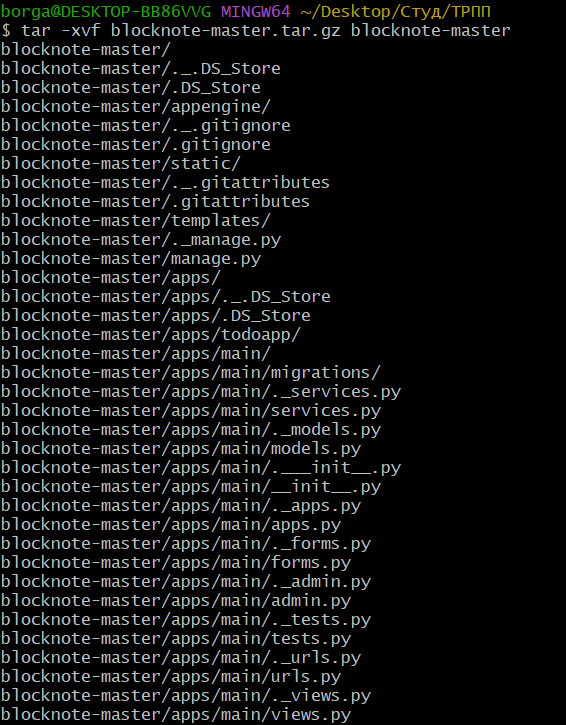 borga@DESKTOP-BB86VVG MINGW64 ~/Desktop/Студ/ТРПП
$ tar -xvf blocknote-master.tar.gz blocknote-master
blocknote-master/
blocknote-master/._.DS_Store
blocknote-master/.DS_Store
blocknote-master/appengine/
blocknote-master/._.gitignore
blocknote-master/.gitignore
blocknote-master/static/
blocknote-master/._.gitattributes
blocknote-master/.gitattributes
blocknote-master/templates/
blocknote-master/._manage.py
blocknote-master/manage.py
blocknote-master/apps/
blocknote-master/apps/._.DS_Store
blocknote-master/apps/.DS_Store
blocknote-master/apps/todoapp/
blocknote-master/apps/main/
blocknote-master/apps/main/migrations/
blocknote-master/apps/main/._services.py
blocknote-master/apps/main/services.py
blocknote-master/apps/main/._models.py
blocknote-master/apps/main/models.py
blocknote-master/apps/main/.___init__.py
blocknote-master/apps/main/__init__.py
blocknote-master/apps/main/._apps.py
blocknote-master/apps/main/apps.py
blocknote-master/apps/main/._forms.py
blocknote-master/apps/main/forms.py
blocknote-master/apps/main/._admin.py
blocknote-master/apps/main/admin.py
blocknote-master/apps/main/._tests.py
blocknote-master/apps/main/tests.py
blocknote-master/apps/main/._urls.py
blocknote-master/apps/main/urls.py
blocknote-master/apps/main/._views.py
blocknote-master/apps/main/views.py